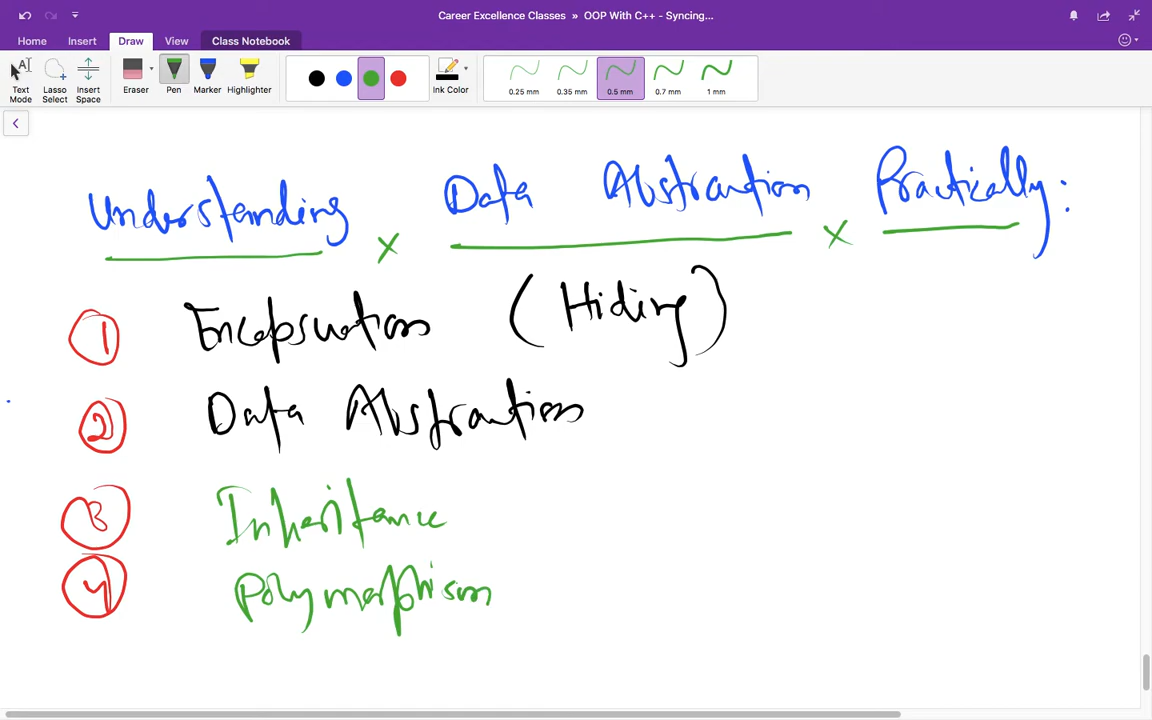 Career Excellence Classes » OOP With C++ - Syncing...
Home Insert Draw View Class Notebook
Text Mode Lasso Select Insert Space Eraser Pen Marker Highlighter Ink Color 0.25 mm 0.35 mm 0.5 mm 0.7 mm 1 mm
Understanding x Data Abstraction x Practically:
1 Encapsulation (Hiding)
2 Data Abstraction
3 Inheritance
4 Polymorphism